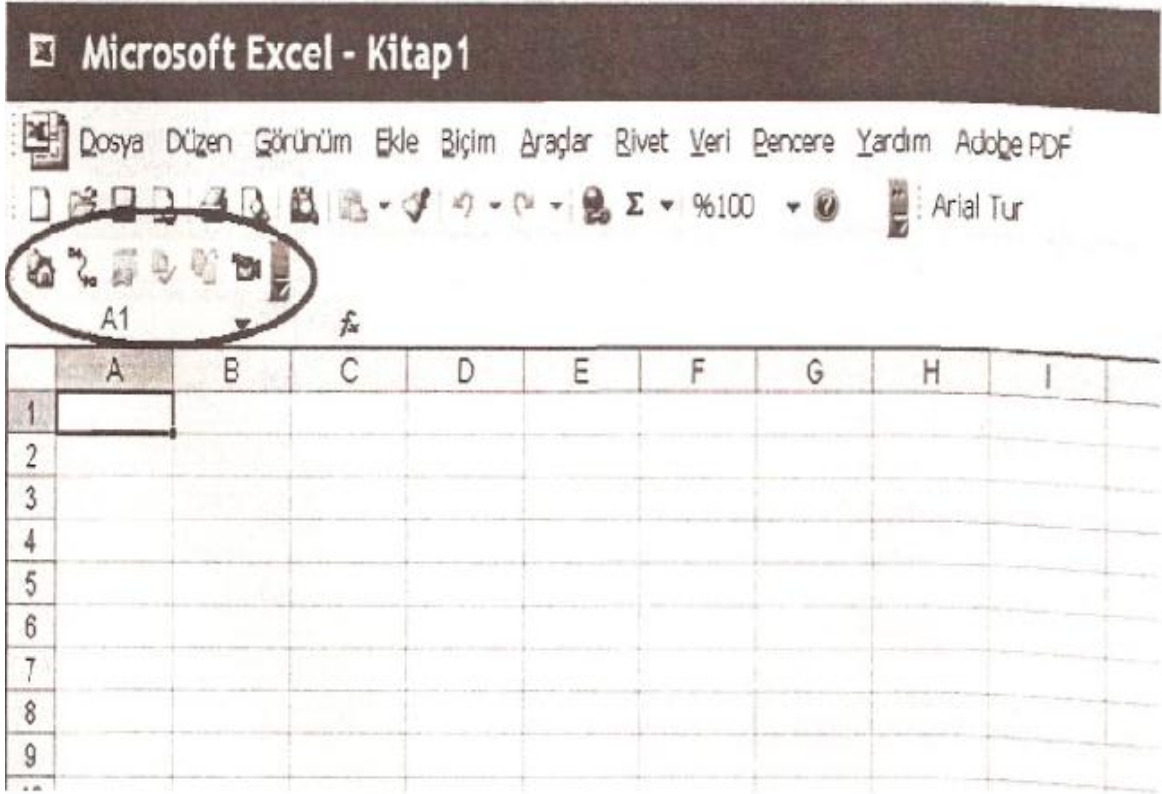 Microsoft Excel - Kitap1
Dosya Düzen Görünüm Ekle Biçim Araçlar Rivet Veri Pencere Yardım Adobe PDF
Σ %100 Arial Tur
A1 fx
A B C D E F G H I
1
2
3
4
5
6
7
8
9